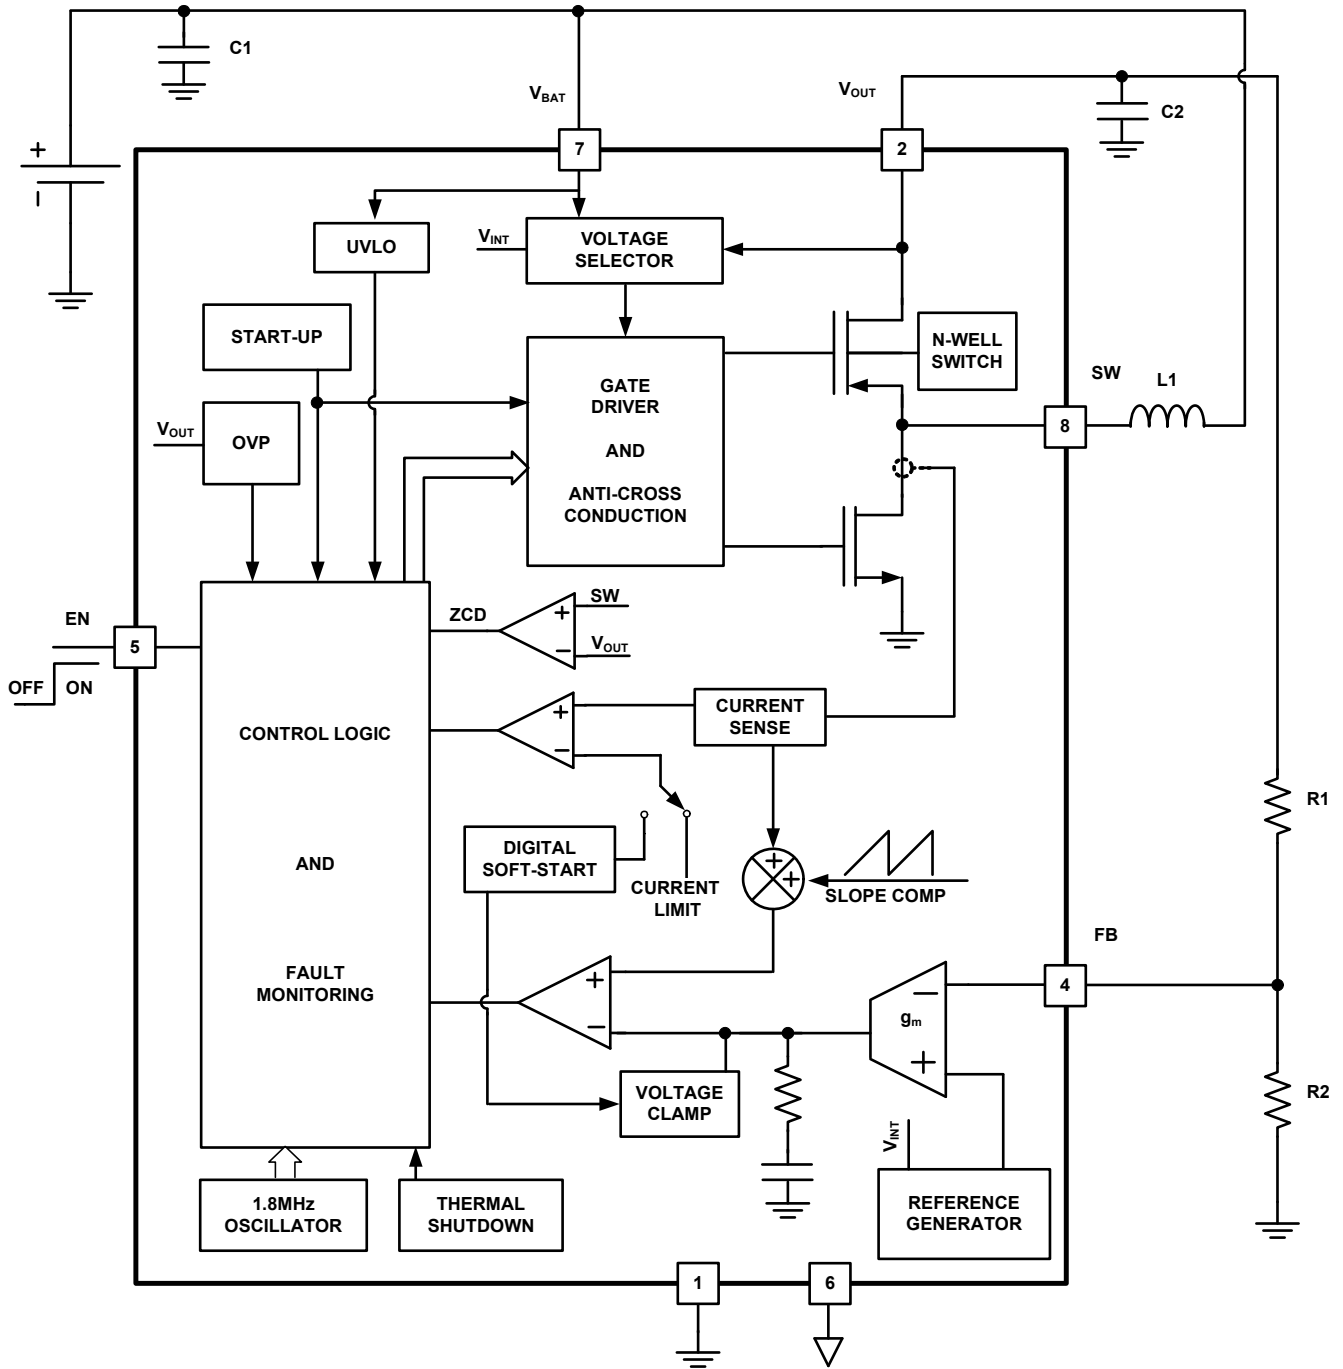 C1
VBAT
VOUT
C2
+
7
2
–
UVLO
VINT
VOLTAGE
SELECTOR
START-UP
N-WELL
SWITCH
SW
L1
GATE
DRIVER
AND
ANTI-CROSS
CONDUCTION
8
VOUT
OVP
EN
5
OFF
ON
ZCD
+
–
SW
VOUT
CONTROL LOGIC
AND
FAULT
MONITORING
+
–
CURRENT
SENSE
R1
DIGITAL
SOFT-START
CURRENT
LIMIT
+
+
SLOPE COMP
FB
4
+
–
–
gm
+
VOLTAGE
CLAMP
R2
VINT
REFERENCE
GENERATOR
1.8MHz
OSCILLATOR
THERMAL
SHUTDOWN
1
6